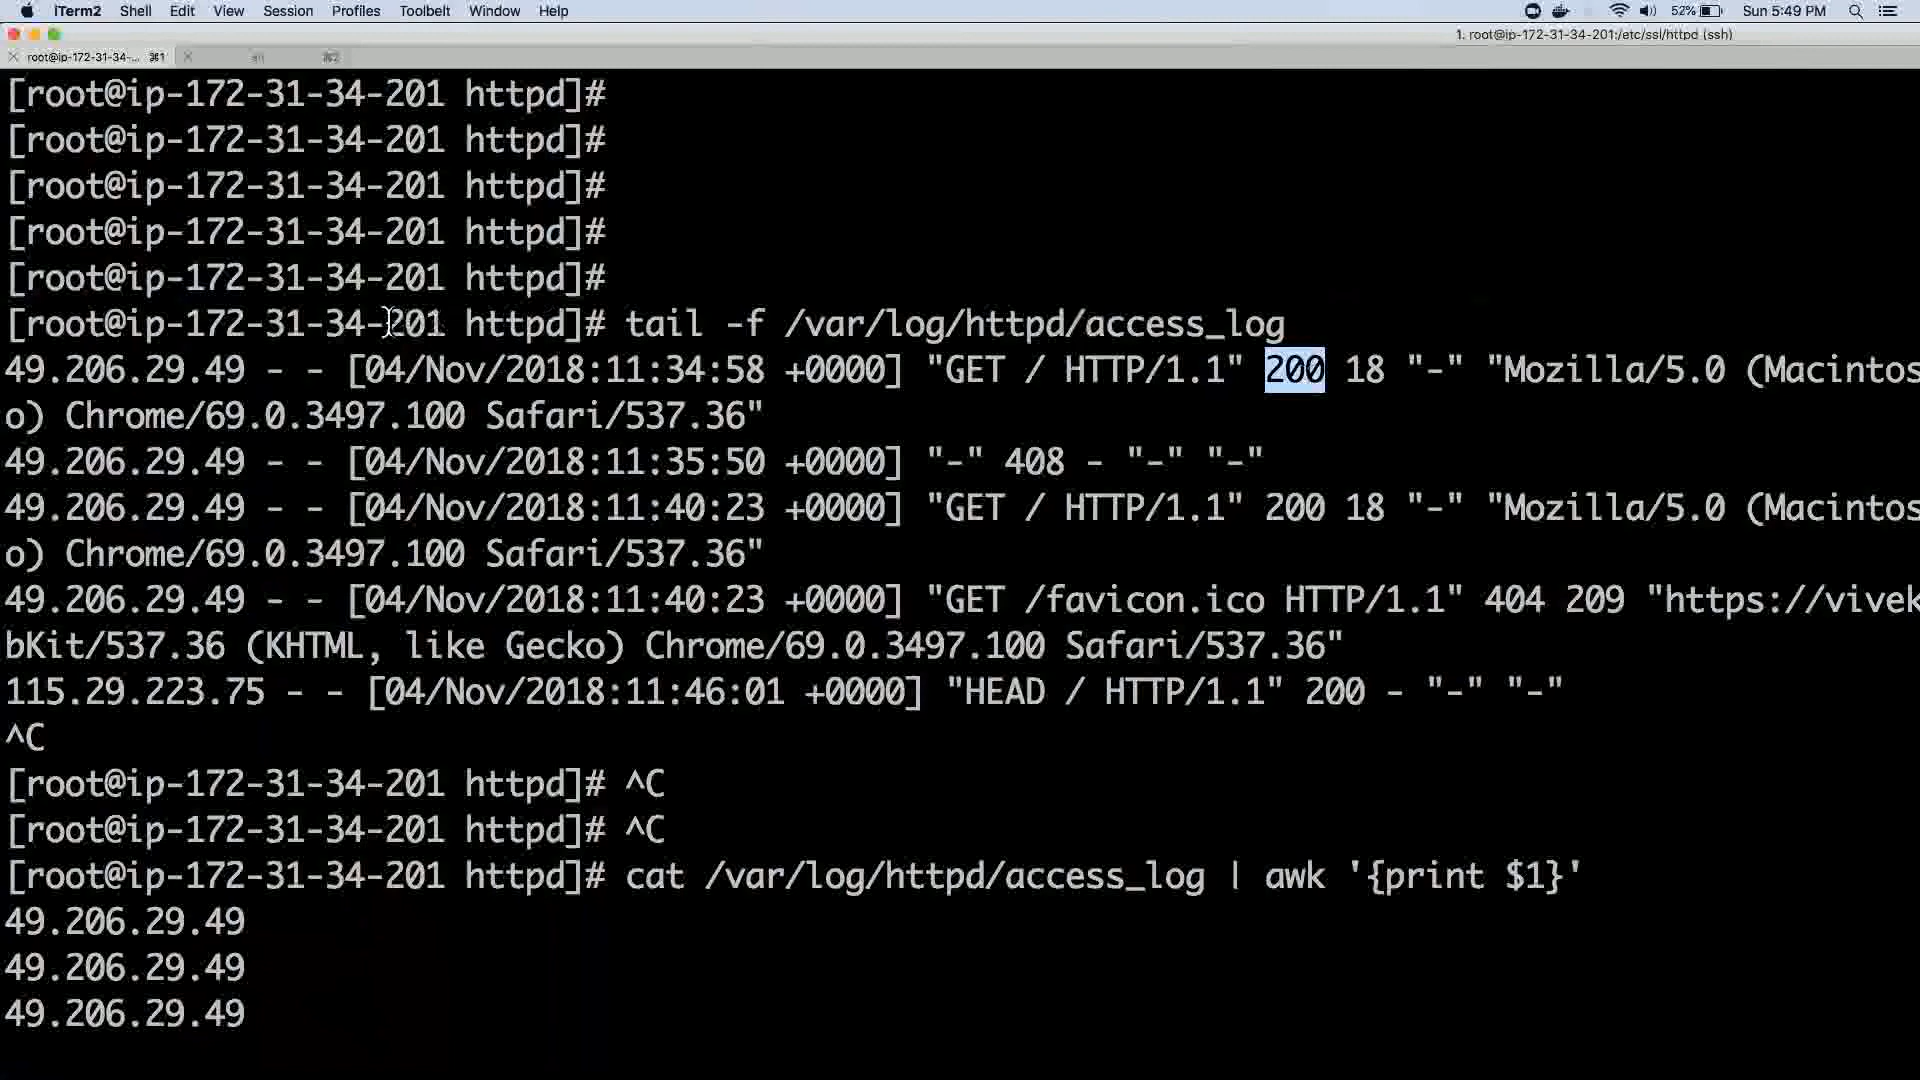 iTerm2 Shell Edit View Session Profiles Toolbelt Window Help 52% Sun 5:49 PM
1. root@ip-172-31-34-201:/etc/ssl/httpd (ssh)
root@ip-172-31-34-... ⌘1 ⌘2
[root@ip-172-31-34-201 httpd]#
[root@ip-172-31-34-201 httpd]#
[root@ip-172-31-34-201 httpd]#
[root@ip-172-31-34-201 httpd]#
[root@ip-172-31-34-201 httpd]#
[root@ip-172-31-34-201 httpd]# tail -f /var/log/httpd/access_log
49.206.29.49 - - [04/Nov/2018:11:34:58 +0000] "GET / HTTP/1.1" 200 18 "-" "Mozilla/5.0 (Macintos
o) Chrome/69.0.3497.100 Safari/537.36"
49.206.29.49 - - [04/Nov/2018:11:35:50 +0000] "-" 408 - "-" "-"
49.206.29.49 - - [04/Nov/2018:11:40:23 +0000] "GET / HTTP/1.1" 200 18 "-" "Mozilla/5.0 (Macintos
o) Chrome/69.0.3497.100 Safari/537.36"
49.206.29.49 - - [04/Nov/2018:11:40:23 +0000] "GET /favicon.ico HTTP/1.1" 404 209 "https://vivek
bKit/537.36 (KHTML, like Gecko) Chrome/69.0.3497.100 Safari/537.36"
115.29.223.75 - - [04/Nov/2018:11:46:01 +0000] "HEAD / HTTP/1.1" 200 - "-" "-"
^C
[root@ip-172-31-34-201 httpd]# ^C
[root@ip-172-31-34-201 httpd]# ^C
[root@ip-172-31-34-201 httpd]# cat /var/log/httpd/access_log | awk '{print $1}'
49.206.29.49
49.206.29.49
49.206.29.49